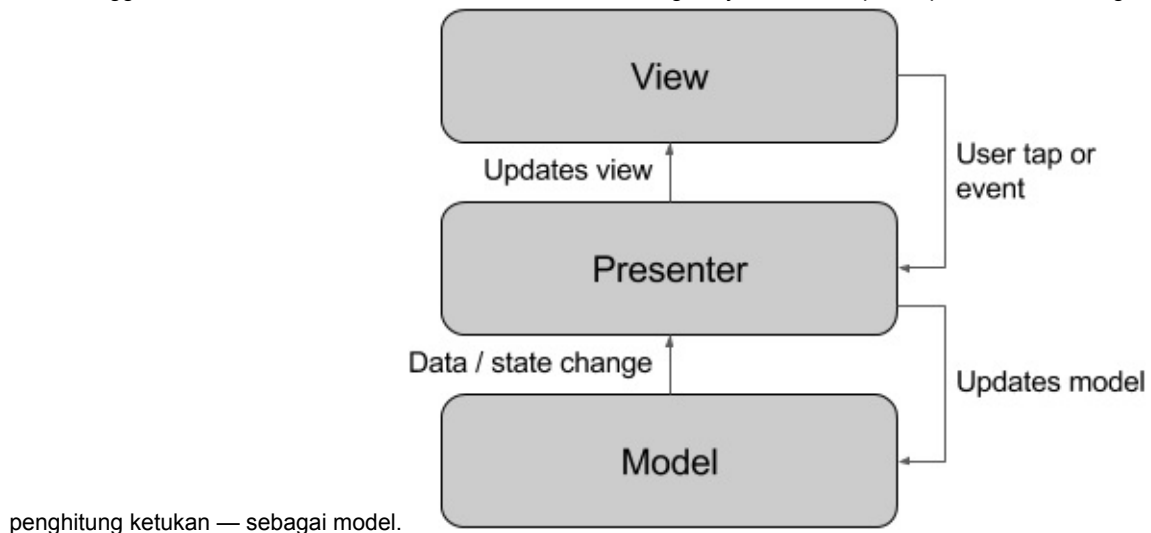 View
User tap or
event
Updates view
Presenter
Data / state change
Updates model
Model
penghitung ketukan — sebagai model.